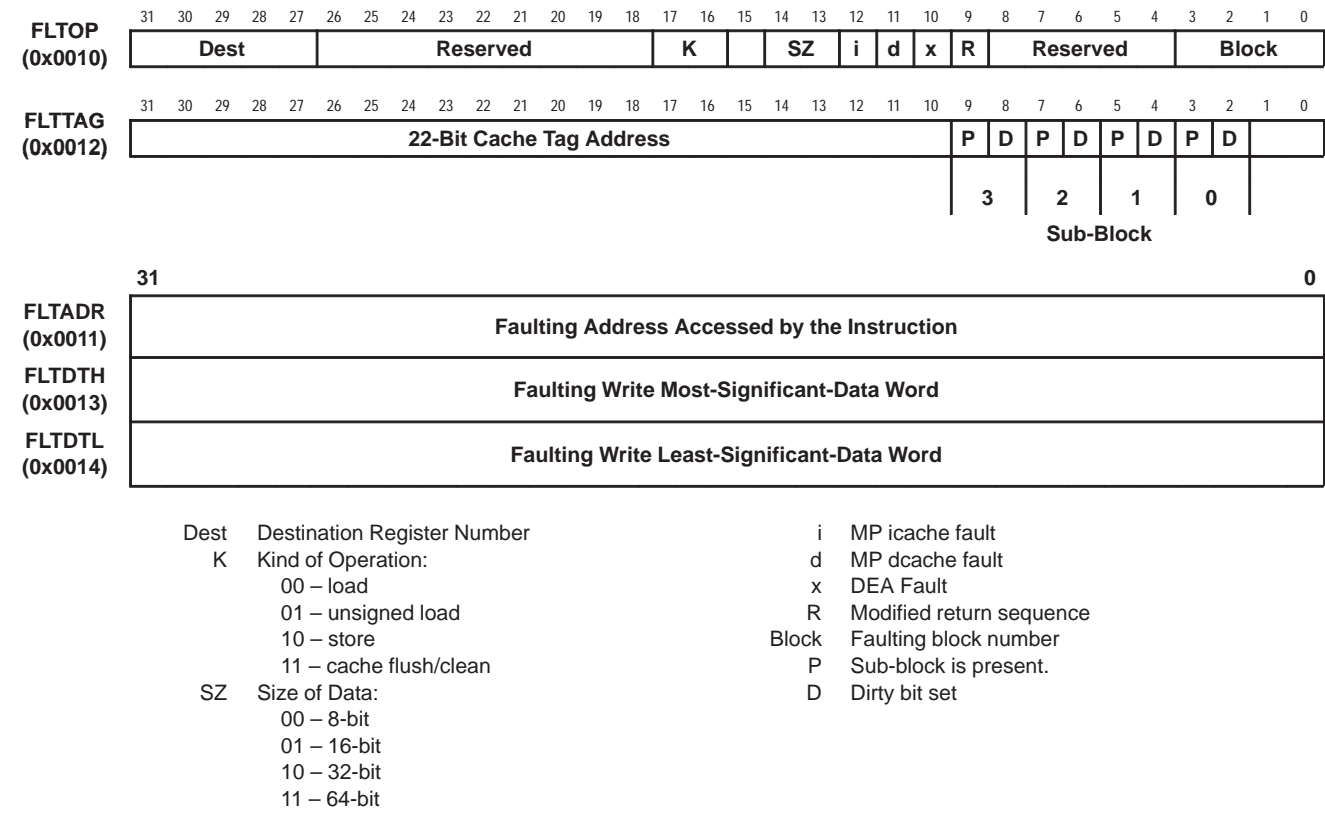 31 30 29 28 27 26 25 24 23 22 21 20 19 18 17 16 15 14 13 12 11 10 9 8 7 6 5 4 3 2 1 0
FLTOP
(0x0010)
Dest Reserved K SZ i d x R Reserved Block
31 30 29 28 27 26 25 24 23 22 21 20 19 18 17 16 15 14 13 12 11 10 9 8 7 6 5 4 3 2 1 0
FLTTAG
(0x0012)
22-Bit Cache Tag Address P D P D P D P D
3 2 1 0
Sub-Block
31 0
FLTADR
(0x0011)
Faulting Address Accessed by the Instruction
FLTDTH
(0x0013)
Faulting Write Most-Significant-Data Word
FLTDTL
(0x0014)
Faulting Write Least-Significant-Data Word
Dest Destination Register Number
K Kind of Operation:
00 – load
01 – unsigned load
10 – store
11 – cache flush/clean
SZ Size of Data:
00 – 8-bit
01 – 16-bit
10 – 32-bit
11 – 64-bit
i MP icache fault
d MP dcache fault
x DEA Fault
R Modified return sequence
Block Faulting block number
P Sub-block is present.
D Dirty bit set